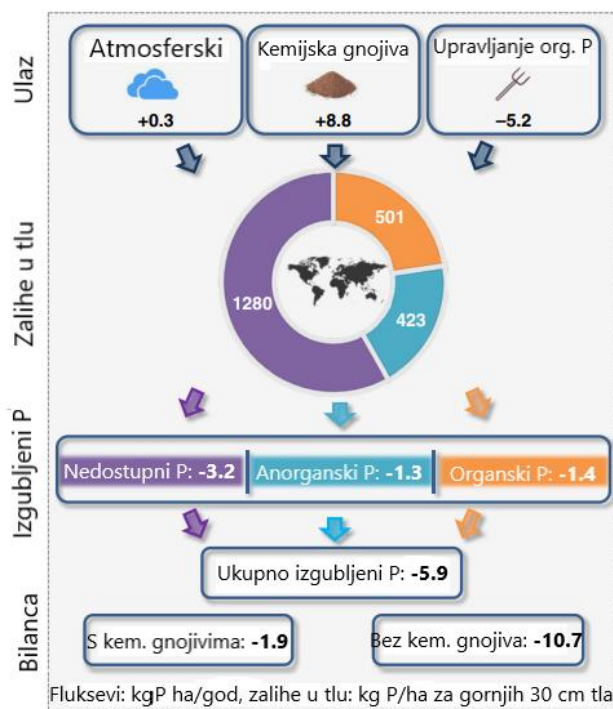 Ulaz
Atmosferski
+0.3
Kemijska gnojiva
+8.8
Upravljanje org. P
–5.2
Zalihe u tlu
501
1280
423
Izgubljeni P
Nedostupni P: -3.2
Anorganski P: -1.3
Organski P: -1.4
Bilanca
Ukupno izgubljeni P: -5.9
S kem. gnojivima: -1.9
Bez kem. gnojiva: -10.7
Fluksevi: kgP ha/god, zalihe u tlu: kg P/ha za gornjih 30 cm tla